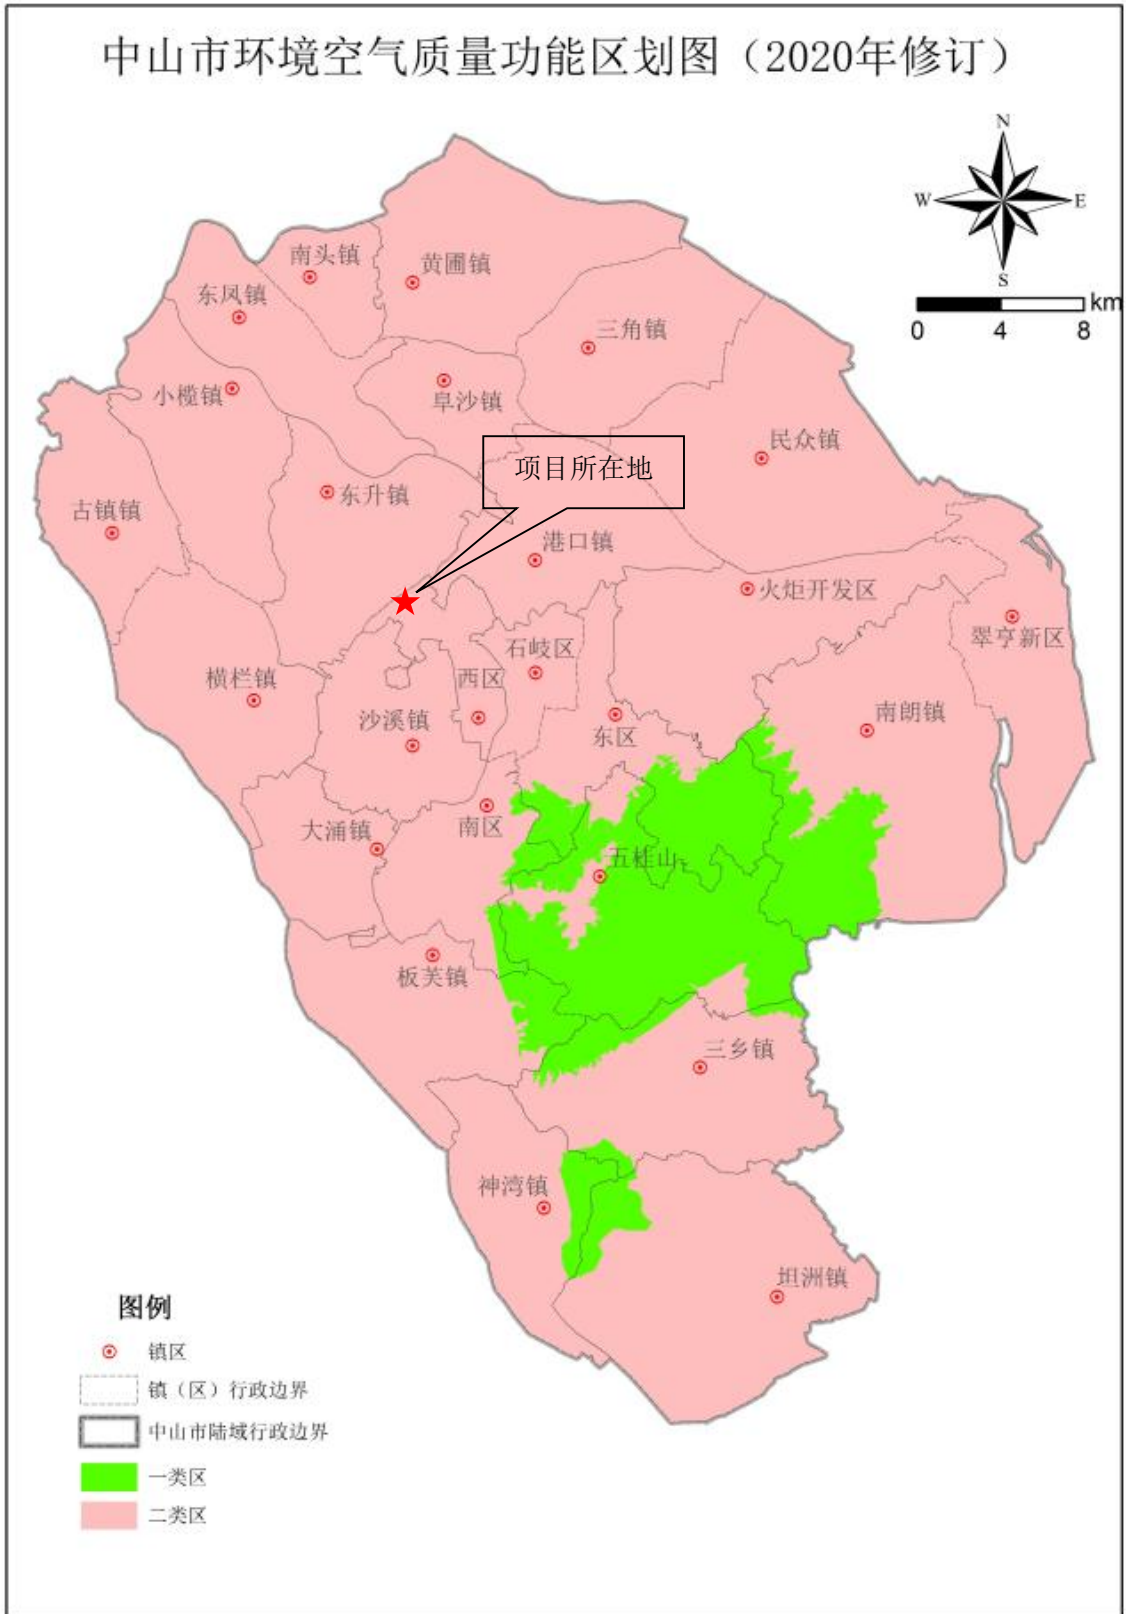 中山市环境空气质量功能区划图（2020年修订）
N
W
E
S
km
0
4
8
南头镇
黄圃镇
东凤镇
三角镇
小榄镇
阜沙镇
民众镇
项目所在地
东升镇
古镇镇
港口镇
火炬开发区
翠亨新区
石岐区
横栏镇
西区
沙溪镇
东区
南朗镇
大涌镇
南区
五桂山
板芙镇
三乡镇
神湾镇
坦洲镇
图例
镇区
镇（区）行政边界
中山市陆域行政边界
一类区
二类区